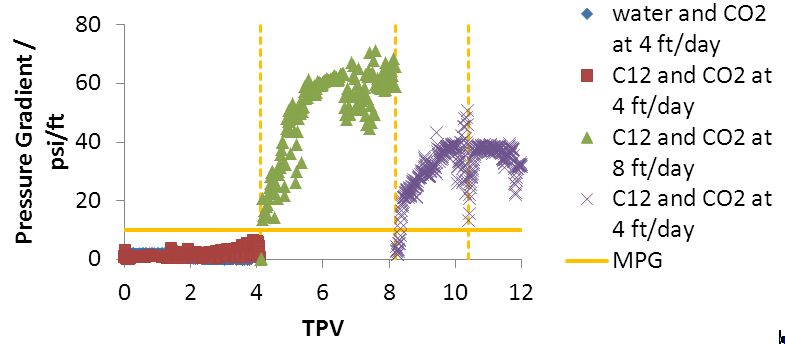 Pressure Gradient /
psi/ft
80
60
40
20
0
0 2 4 6 8 10 12
TPV
water and CO2
at 4 ft/day
C12 and CO2 at
4 ft/day
C12 and CO2 at
8 ft/day
C12 and CO2 at
4 ft/day
MPG